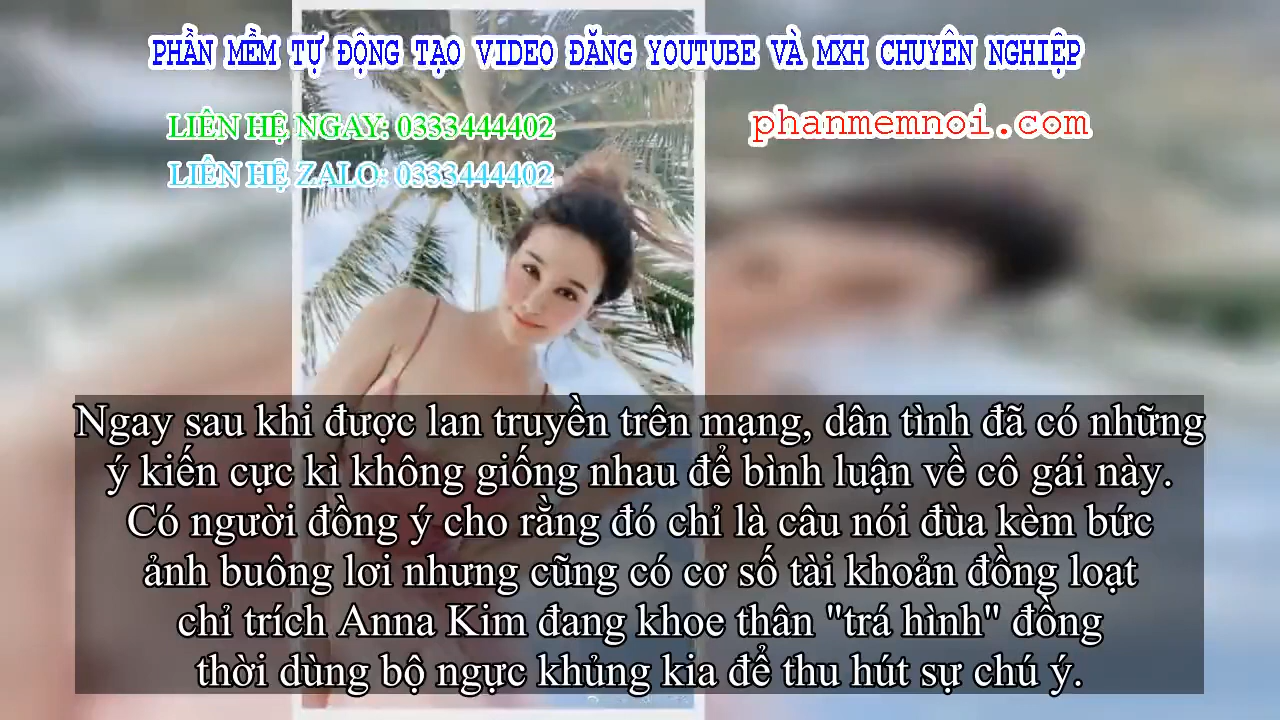 PHẦN MỀM TỰ ĐỘNG TẠO VIDEO ĐĂNG YOUTUBE VÀ MXH CHUYÊN NGHIỆP
LIÊN HỆ NGAY: 0333444402
phanmemnoi.com
LIÊN HỆ ZALO: 0333444402
Ngay sau khi được lan truyền trên mạng, dân tình đã có những
ý kiến cực kì không giống nhau để bình luận về cô gái này.
Có người đồng ý cho rằng đó chỉ là câu nói đùa kèm bức
ảnh buông lơi nhưng cũng có cơ số tài khoản đồng loạt
chỉ trích Anna Kim đang khoe thân "trá hình" đồng
thời dùng bộ ngực khủng kia để thu hút sự chú ý.